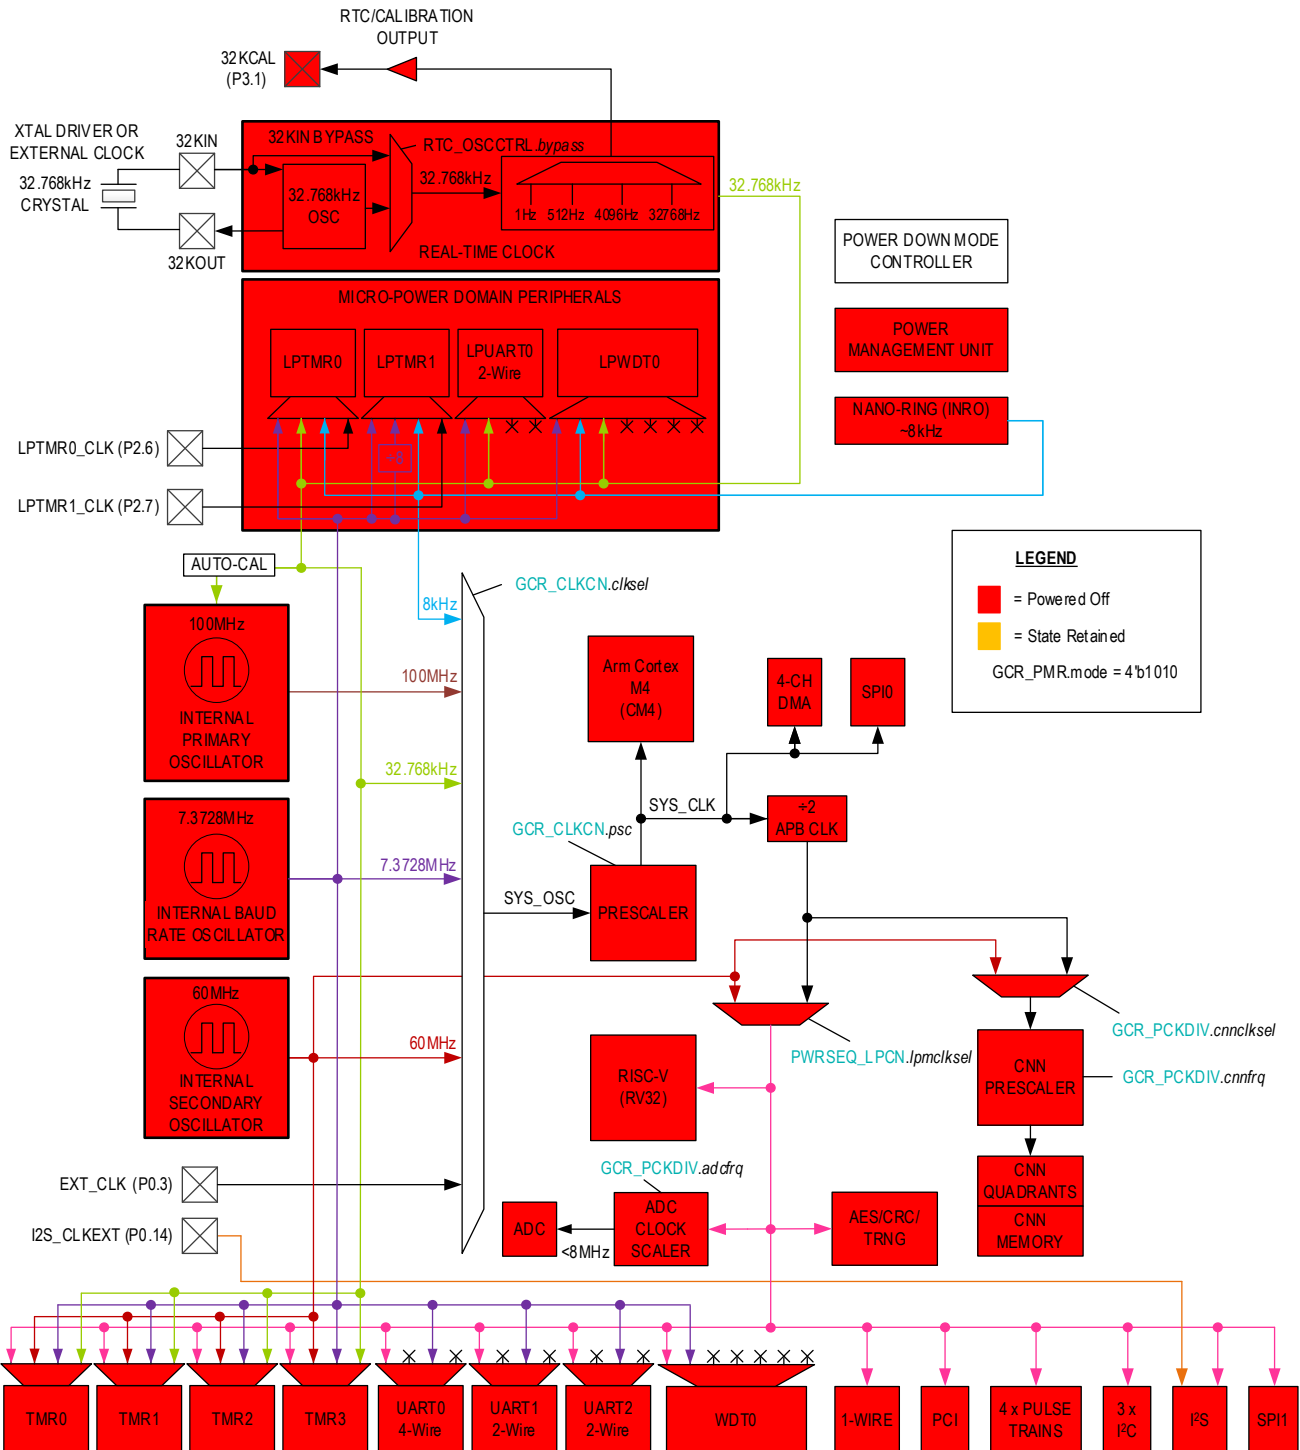 RTC/CALIBRATION
OUTPUT
32KCAL
(P3.1)
XTAL DRIVER OR
EXTERNAL CLOCK
32KIN
32KIN BYPASS
RTC_OSCCTRL.bypass
32.768kHz
CRYSTAL
32.768kHz
OSC
32.768kHz
1Hz 512Hz 4096Hz 32768Hz
32.768kHz
32KOUT
REAL-TIME CLOCK
POWER DOWN MODE
CONTROLLER
MICRO-POWER DOMAIN PERIPHERALS
POWER
MANAGEMENT UNIT
LPTMR0
LPTMR1
LPUART0
2-Wire
LPWDT0
NANO-RING (INRO)
~8kHz
LPTMR0_CLK (P2.6)
÷8
LPTMR1_CLK (P2.7)
AUTO-CAL
GCR_CLKCN.clksel
LEGEND
= Powered Off
= State Retained
GCR_PMR.mode = 4'b1010
8kHz
100MHz
INTERNAL
PRIMARY
OSCILLATOR
100MHz
Arm Cortex
M4
(CM4)
4-CH
DMA
SPI0
32.768kHz
SYS_CLK
÷2
APB CLK
7.3728MHz
INTERNAL BAUD
RATE OSCILLATOR
GCR_CLKCN.psc
7.3728MHz
SYS_OSC
PRESCALER
60MHz
INTERNAL
SECONDARY
OSCILLATOR
60MHz
GCR_PCKDIV.cnnclksel
PWRSEQ_LPCN.lpmclksel
RISC-V
(RV32)
CNN
PRESCALER
GCR_PCKDIV.cnnfrq
GCR_PCKDIV.adcfrq
EXT_CLK (P0.3)
CNN
QUADRANTS
CNN
MEMORY
I2S_CLKEXT (P0.14)
ADC
<8MHz
ADC
CLOCK
SCALER
AES/CRC/
TRNG
TMR0
TMR1
TMR2
TMR3
UART0
4-Wire
UART1
2-Wire
UART2
2-Wire
WDT0
1-WIRE
PCI
4 x PULSE
TRAINS
3 x
I²C
I²S
SPI1